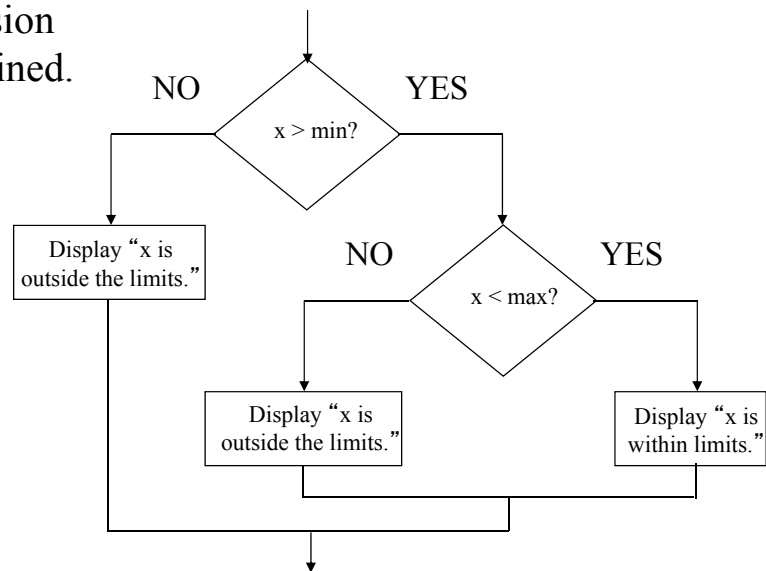 ined.
NO
YES
x > min?
Display “x is
outside the limits.”
NO
YES
x < max?
Display “x is
outside the limits.”
Display “x is
within limits.”